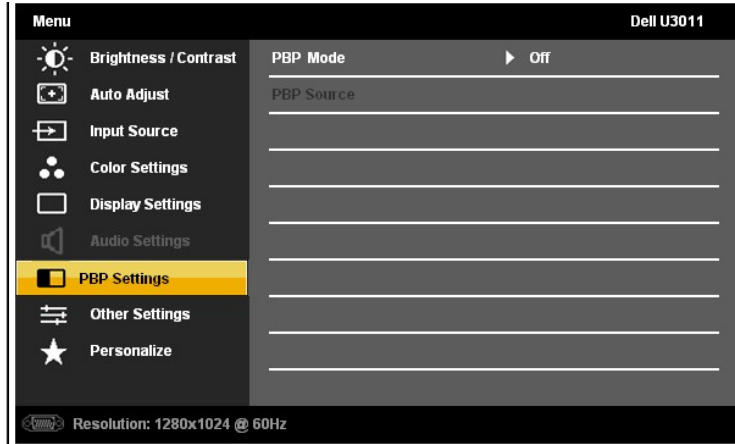 Menu Dell U3011
Brightness / Contrast PBP Mode Off
Auto Adjust PBP Source
Input Source
Color Settings
Display Settings
Audio Settings
PBP Settings
Other Settings
Personalize
Resolution: 1280x1024 @ 60Hz